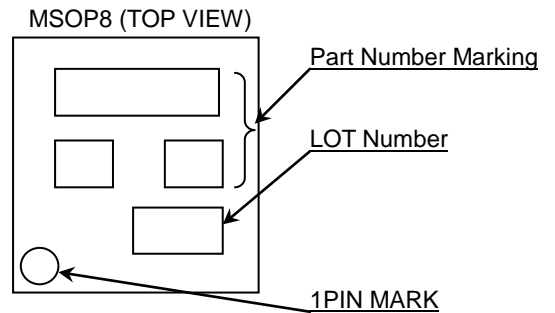 MSOP8 (TOP VIEW)
Part Number Marking
LOT Number
1PIN MARK